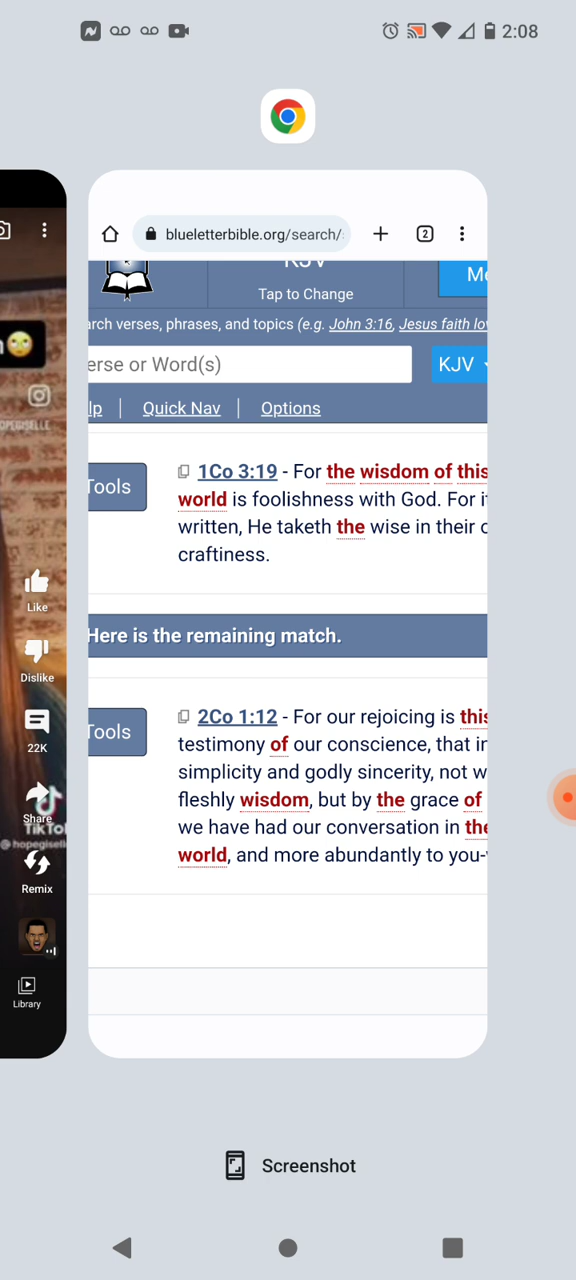 2:08
blueletterbible.org/search/
2
KJV
Tap to Change
arch verses, phrases, and topics (e.g. John 3:16, Jesus faith lo
erse or Word(s)
KJV
lp | Quick Nav | Options
Tools
1Co 3:19 - For the wisdom of this
world is foolishness with God. For i
written, He taketh the wise in their c
craftiness.
Here is the remaining match.
Tools
2Co 1:12 - For our rejoicing is this
testimony of our conscience, that in
simplicity and godly sincerity, not w
fleshly wisdom, but by the grace of
we have had our conversation in the
world, and more abundantly to you-
OPEGISELLE
Like
Dislike
22K
Share
TikTo
@hopegisell
Remix
Library
Screenshot